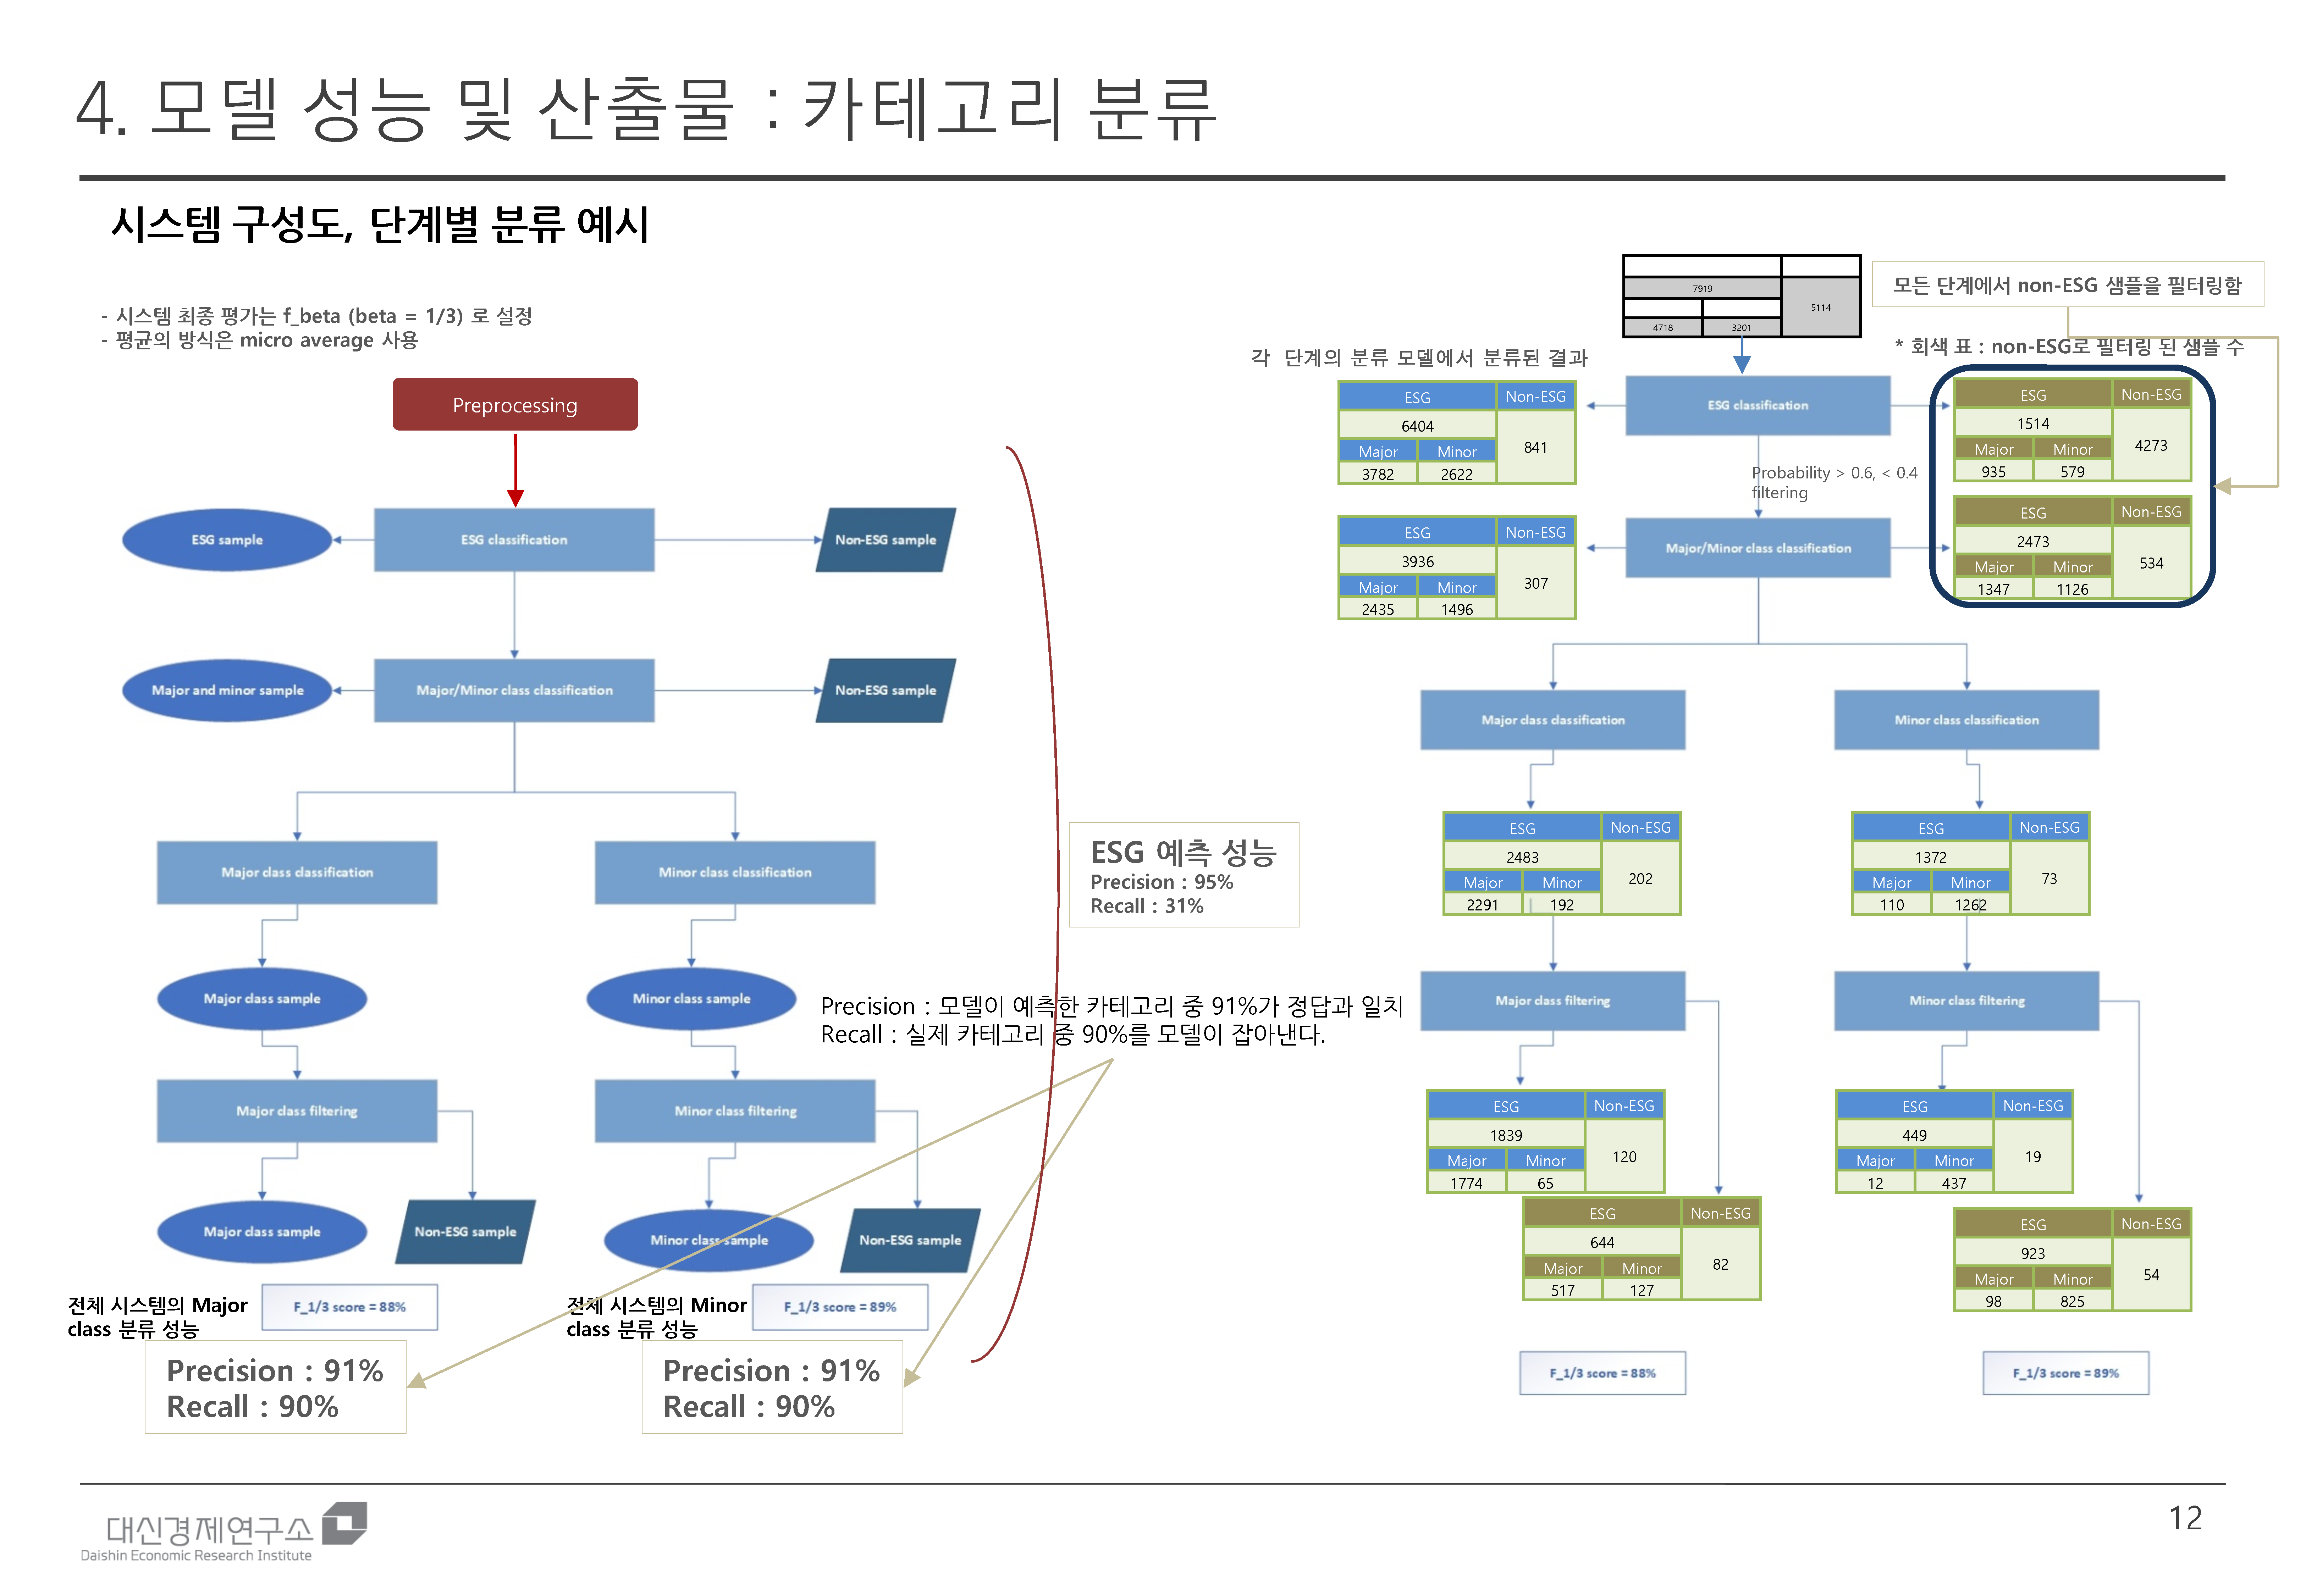 4. 모델 성능 및 산출물 : 카테고리 분류
시스템 구성도, 단계별 분류 예시
- 시스템 최종 평가는 f_beta (beta = 1/3) 로 설정
- 평균의 방식은 micro average 사용
Preprocessing
ESG sample
ESG classification
Non-ESG sample
Major and minor sample
Major/Minor class classification
Non-ESG sample
Major class classification
Minor class classification
Major class sample
Minor class sample
Major class filtering
Minor class filtering
Major class sample
Non-ESG sample
Minor class sample
Non-ESG sample
전체 시스템의 Major
class 분류 성능
F_1/3 score = 88%
전체 시스템의 Minor
class 분류 성능
F_1/3 score = 89%
Precision : 91%
Recall : 90%
Precision : 91%
Recall : 90%
ESG 예측 성능
Precision : 95%
Recall : 31%
Precision : 모델이 예측한 카테고리 중 91%가 정답과 일치
Recall : 실제 카테고리 중 90%를 모델이 잡아낸다.
7919
5114
4718 3201
모든 단계에서 non-ESG 샘플을 필터링함
* 회색 표 : non-ESG로 필터링 된 샘플 수
각 단계의 분류 모델에서 분류된 결과
ESG Non-ESG
6404
841
Major Minor
3782 2622
ESG classification
ESG Non-ESG
1514
4273
Major Minor
935 579
Probability > 0.6, < 0.4
filtering
ESG Non-ESG
3936
307
Major Minor
2435 1496
Major/Minor class classification
ESG Non-ESG
2473
534
Major Minor
1347 1126
Major class classification
Minor class classification
ESG Non-ESG
2483
202
Major Minor
2291 192
ESG Non-ESG
1372
73
Major Minor
110 1262
Major class filtering
Minor class filtering
ESG Non-ESG
1839
120
Major Minor
1774 65
ESG Non-ESG
449
19
Major Minor
12 437
ESG Non-ESG
644
82
Major Minor
517 127
ESG Non-ESG
923
54
Major Minor
98 825
F_1/3 score = 88%
F_1/3 score = 89%
대신경제연구소
Daishin Economic Research Institute
12